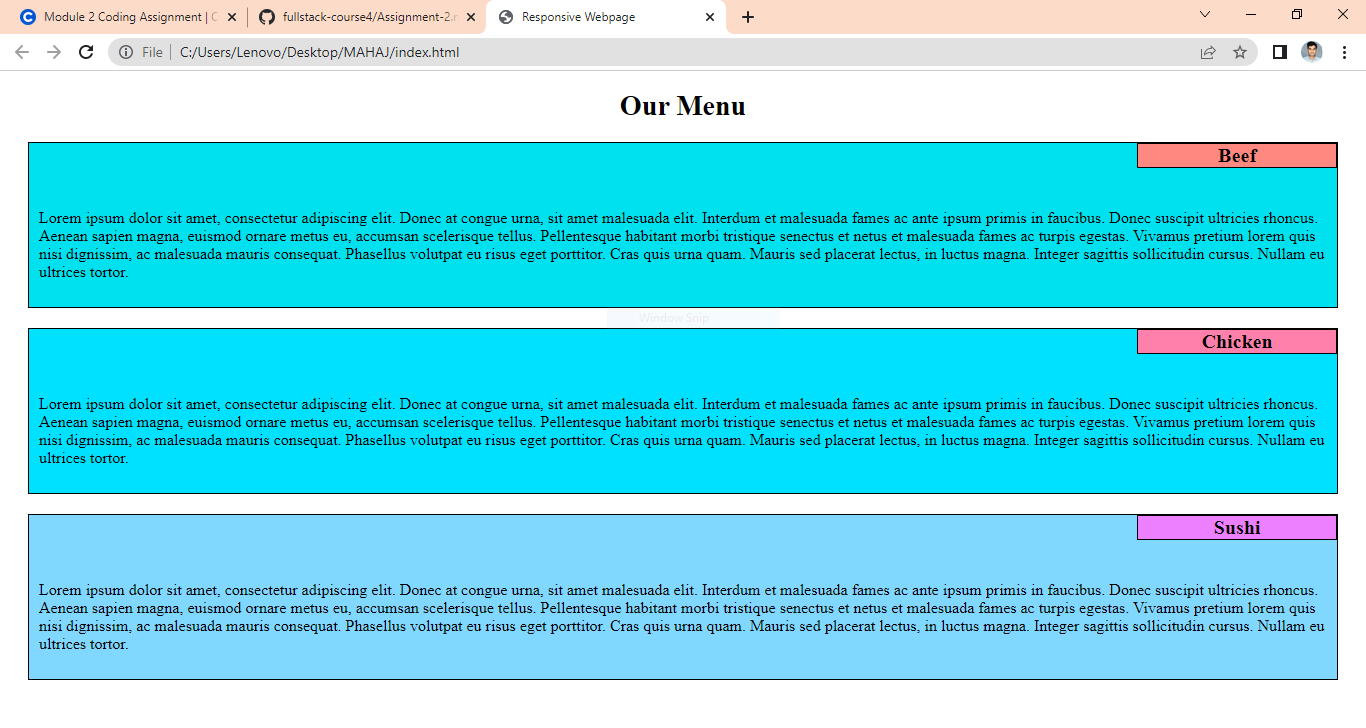 Module 2 Coding Assignment | C
fullstack-course4/Assignment-2.
Responsive Webpage
File
C:/Users/Lenovo/Desktop/MAHAJ/index.html
Our Menu
Beef
Lorem ipsum dolor sit amet, consectetur adipiscing elit. Donec at congue urna, sit amet malesuada elit. Interdum et malesuada fames ac ante ipsum primis in faucibus. Donec suscipit ultricies rhoncus.
Aenean sapien magna, euismod ornare metus eu, accumsan scelerisque tellus. Pellentesque habitant morbi tristique senectus et netus et malesuada fames ac turpis egestas. Vivamus pretium lorem quis
nisi dignissim, ac malesuada mauris consequat. Phasellus volutpat eu risus eget porttitor. Cras quis urna quam. Mauris sed placerat lectus, in luctus magna. Integer sagittis sollicitudin cursus. Nullam eu
ultrices tortor.
Window Snip
Chicken
Lorem ipsum dolor sit amet, consectetur adipiscing elit. Donec at congue urna, sit amet malesuada elit. Interdum et malesuada fames ac ante ipsum primis in faucibus. Donec suscipit ultricies rhoncus.
Aenean sapien magna, euismod ornare metus eu, accumsan scelerisque tellus. Pellentesque habitant morbi tristique senectus et netus et malesuada fames ac turpis egestas. Vivamus pretium lorem quis
nisi dignissim, ac malesuada mauris consequat. Phasellus volutpat eu risus eget porttitor. Cras quis urna quam. Mauris sed placerat lectus, in luctus magna. Integer sagittis sollicitudin cursus. Nullam eu
ultrices tortor.
Sushi
Lorem ipsum dolor sit amet, consectetur adipiscing elit. Donec at congue urna, sit amet malesuada elit. Interdum et malesuada fames ac ante ipsum primis in faucibus. Donec suscipit ultricies rhoncus.
Aenean sapien magna, euismod ornare metus eu, accumsan scelerisque tellus. Pellentesque habitant morbi tristique senectus et netus et malesuada fames ac turpis egestas. Vivamus pretium lorem quis
nisi dignissim, ac malesuada mauris consequat. Phasellus volutpat eu risus eget porttitor. Cras quis urna quam. Mauris sed placerat lectus, in luctus magna. Integer sagittis sollicitudin cursus. Nullam eu
ultrices tortor.